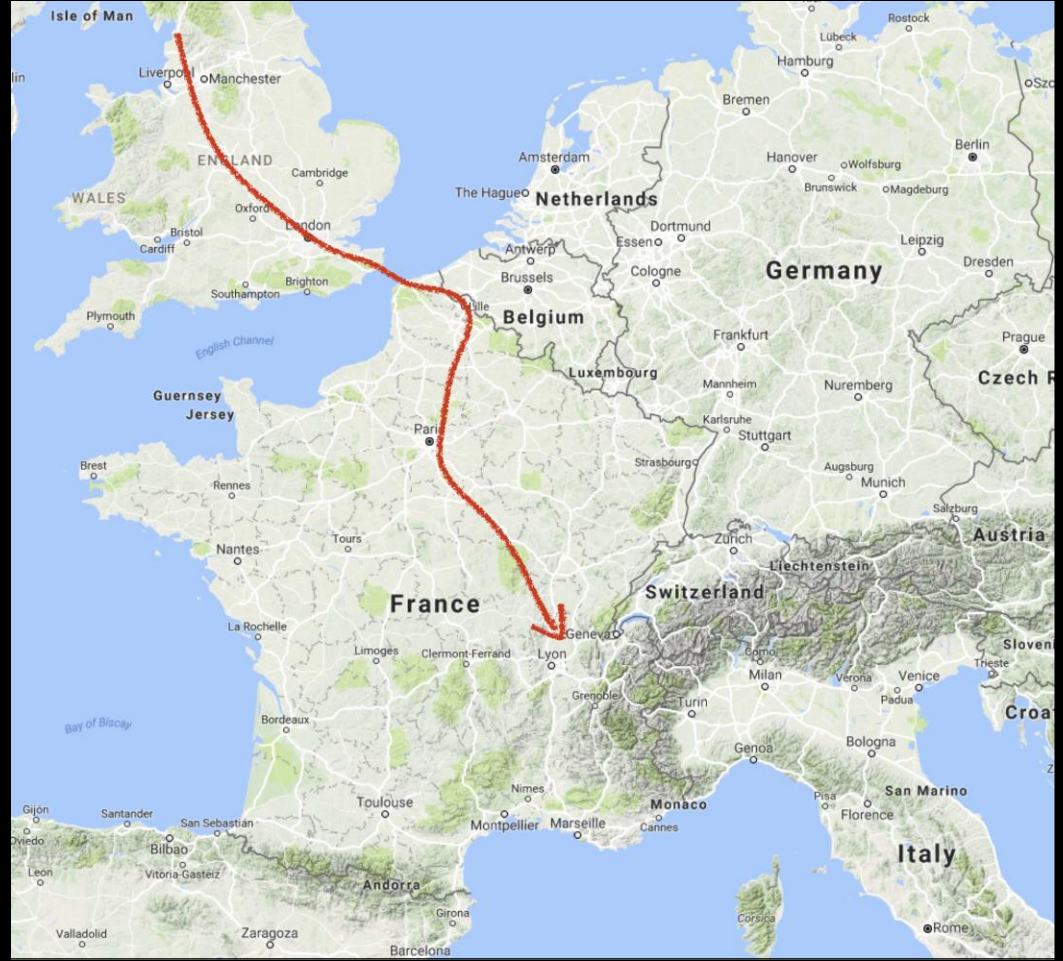 Isle of Man
Rostock
Lübeck
Hamburg
lin
Liverpool
Manchester
Bremen
Berlin
ENGLAND
Amsterdam
Hanover
Wolfsburg
Cambridge
Brunswick
Magdeburg
WALES
The Hague
Netherlands
Oxford
London
Dortmund
Bristol
Cardiff
Essen
Leipzig
Antwerp
Cologne
Germany
Dresden
Brighton
Southampton
Brussels
Lille
Plymouth
Belgium
English Channel
Frankfurt
Prague
Luxembourg
Czech R
Guernsey
Jersey
Mannheim
Nuremberg
Paris
Karlsruhe
Stuttgart
Brest
Strasbourg
Augsburg
Munich
Rennes
Salzburg
Nantes
Tours
Zürich
Austria
Liechtenstein
France
Switzerland
La Rochelle
Geneva
Sloven
Limoges
Clermont-Ferrand
Lyon
Como
Trieste
Milan
Verona
Venice
Grenoble
Padua
Turin
Croa
Bay of Biscay
Bordeaux
Genoa
Bologna
Nimes
San Marino
Toulouse
Monaco
Pisa
Gijón
Santander
San Sebastián
Montpellier
Marseille
Cannes
Florence
Oviedo
Bilbao
Italy
León
Vitoria-Gasteiz
Andorra
Girona
Corsica
Valladolid
Zaragoza
Rome
Barcelona